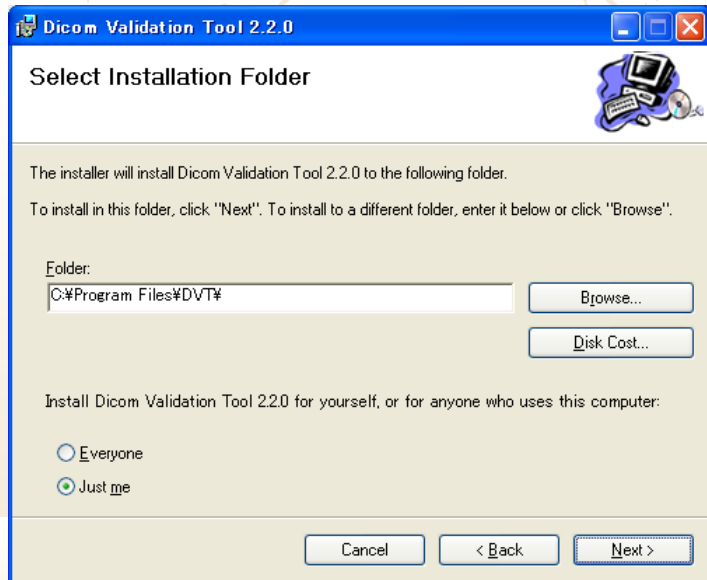 Dicom Validation Tool 2.2.0
Select Installation Folder
The installer will install Dicom Validation Tool 2.2.0 to the following folder.
To install in this folder, click "Next". To install to a different folder, enter it below or click "Browse".
Folder:
C:¥Program Files¥DVT¥
Browse...
Disk Cost...
Install Dicom Validation Tool 2.2.0 for yourself, or for anyone who uses this computer:
Everyone
Just me
Cancel
< Back
Next >